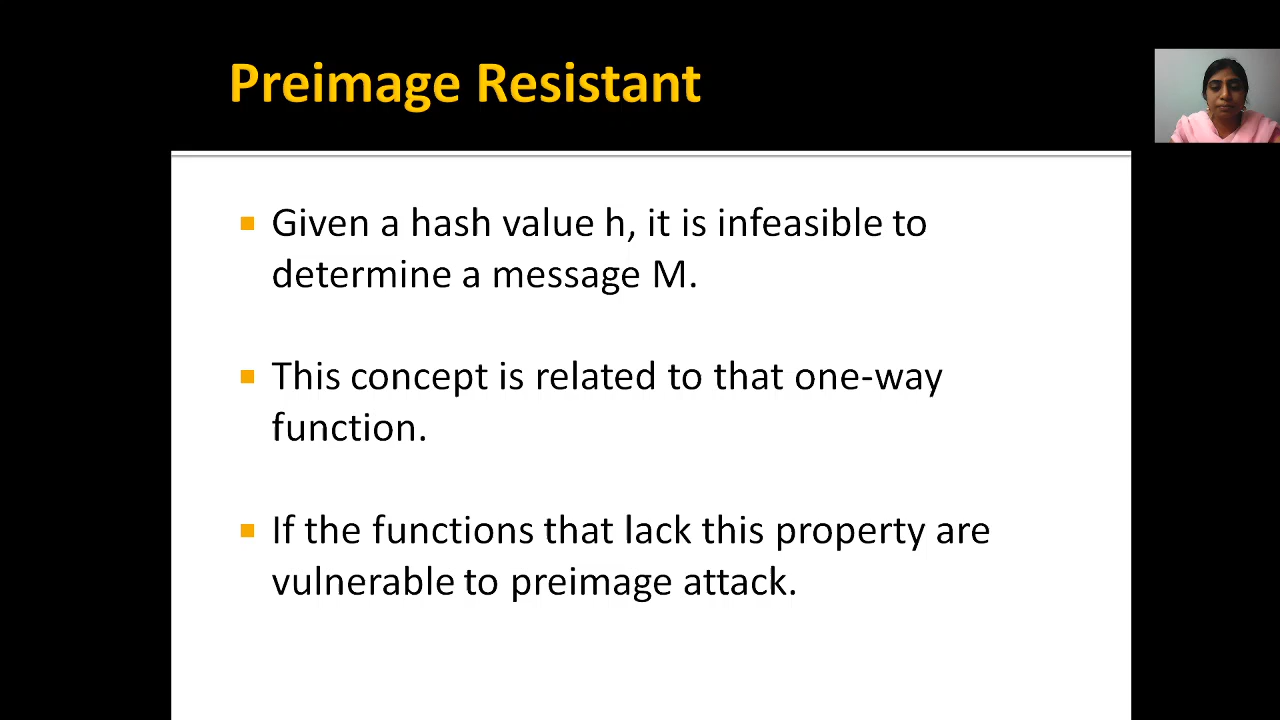 Preimage Resistant
Given a hash value h, it is infeasible to
determine a message M.
This concept is related to that one-way
function.
If the functions that lack this property are
vulnerable to preimage attack.